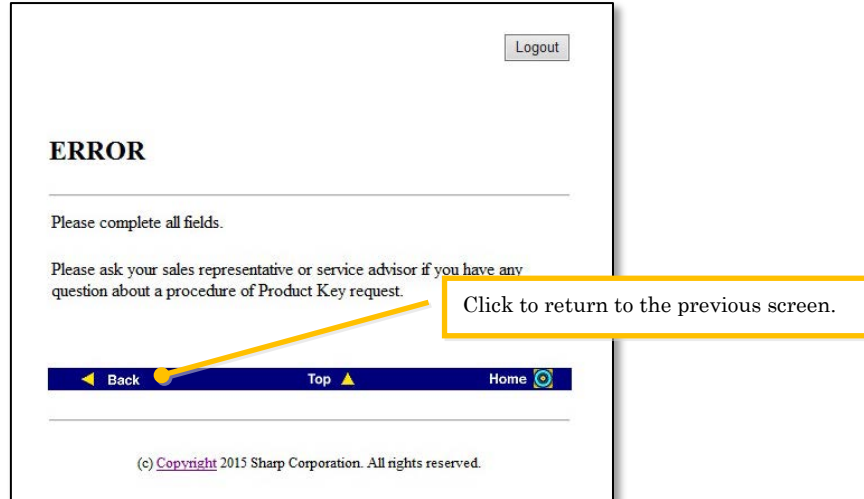 Logout
ERROR
Please complete all fields.
Please ask your sales representative or service advisor if you have any
question about a procedure of Product Key request.
Click to return to the previous screen.
Back Top Home
(c) Copyright 2015 Sharp Corporation. All rights reserved.